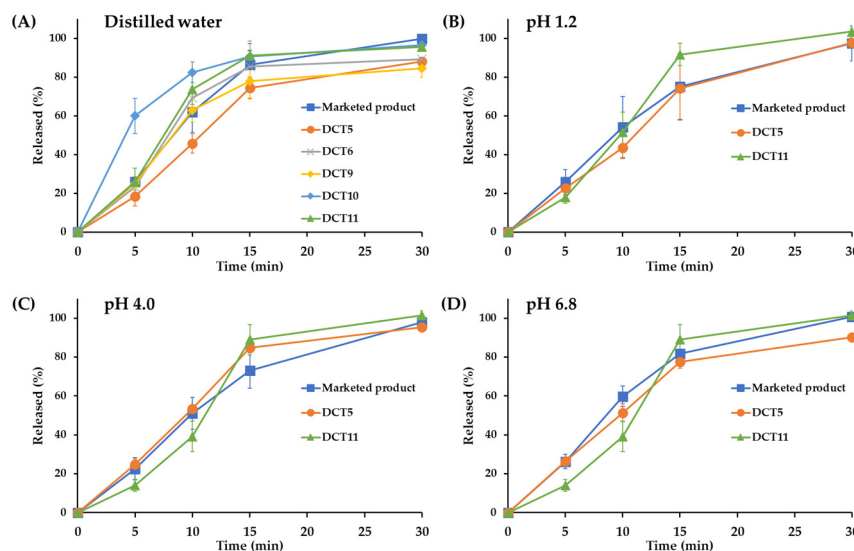 (A) Distilled water
120
100
80
60
40
20
0
Released (%)
0 5 10 15 20 25 30
Time (min)
Marketed product
DCT5
DCT6
DCT9
DCT10
DCT11
(B) pH 1.2
120
100
80
60
40
20
0
Released (%)
0 5 10 15 20 25 30
Time (min)
Marketed product
DCT5
DCT11
(C) pH 4.0
100
80
60
40
20
0
Released (%)
0 5 10 15 20 25 30
Time (min)
Marketed product
DCT5
DCT11
(D) pH 6.8
100
80
60
40
20
0
Released (%)
0 5 10 15 20 25 30
Time (min)
Marketed product
DCT5
DCT11